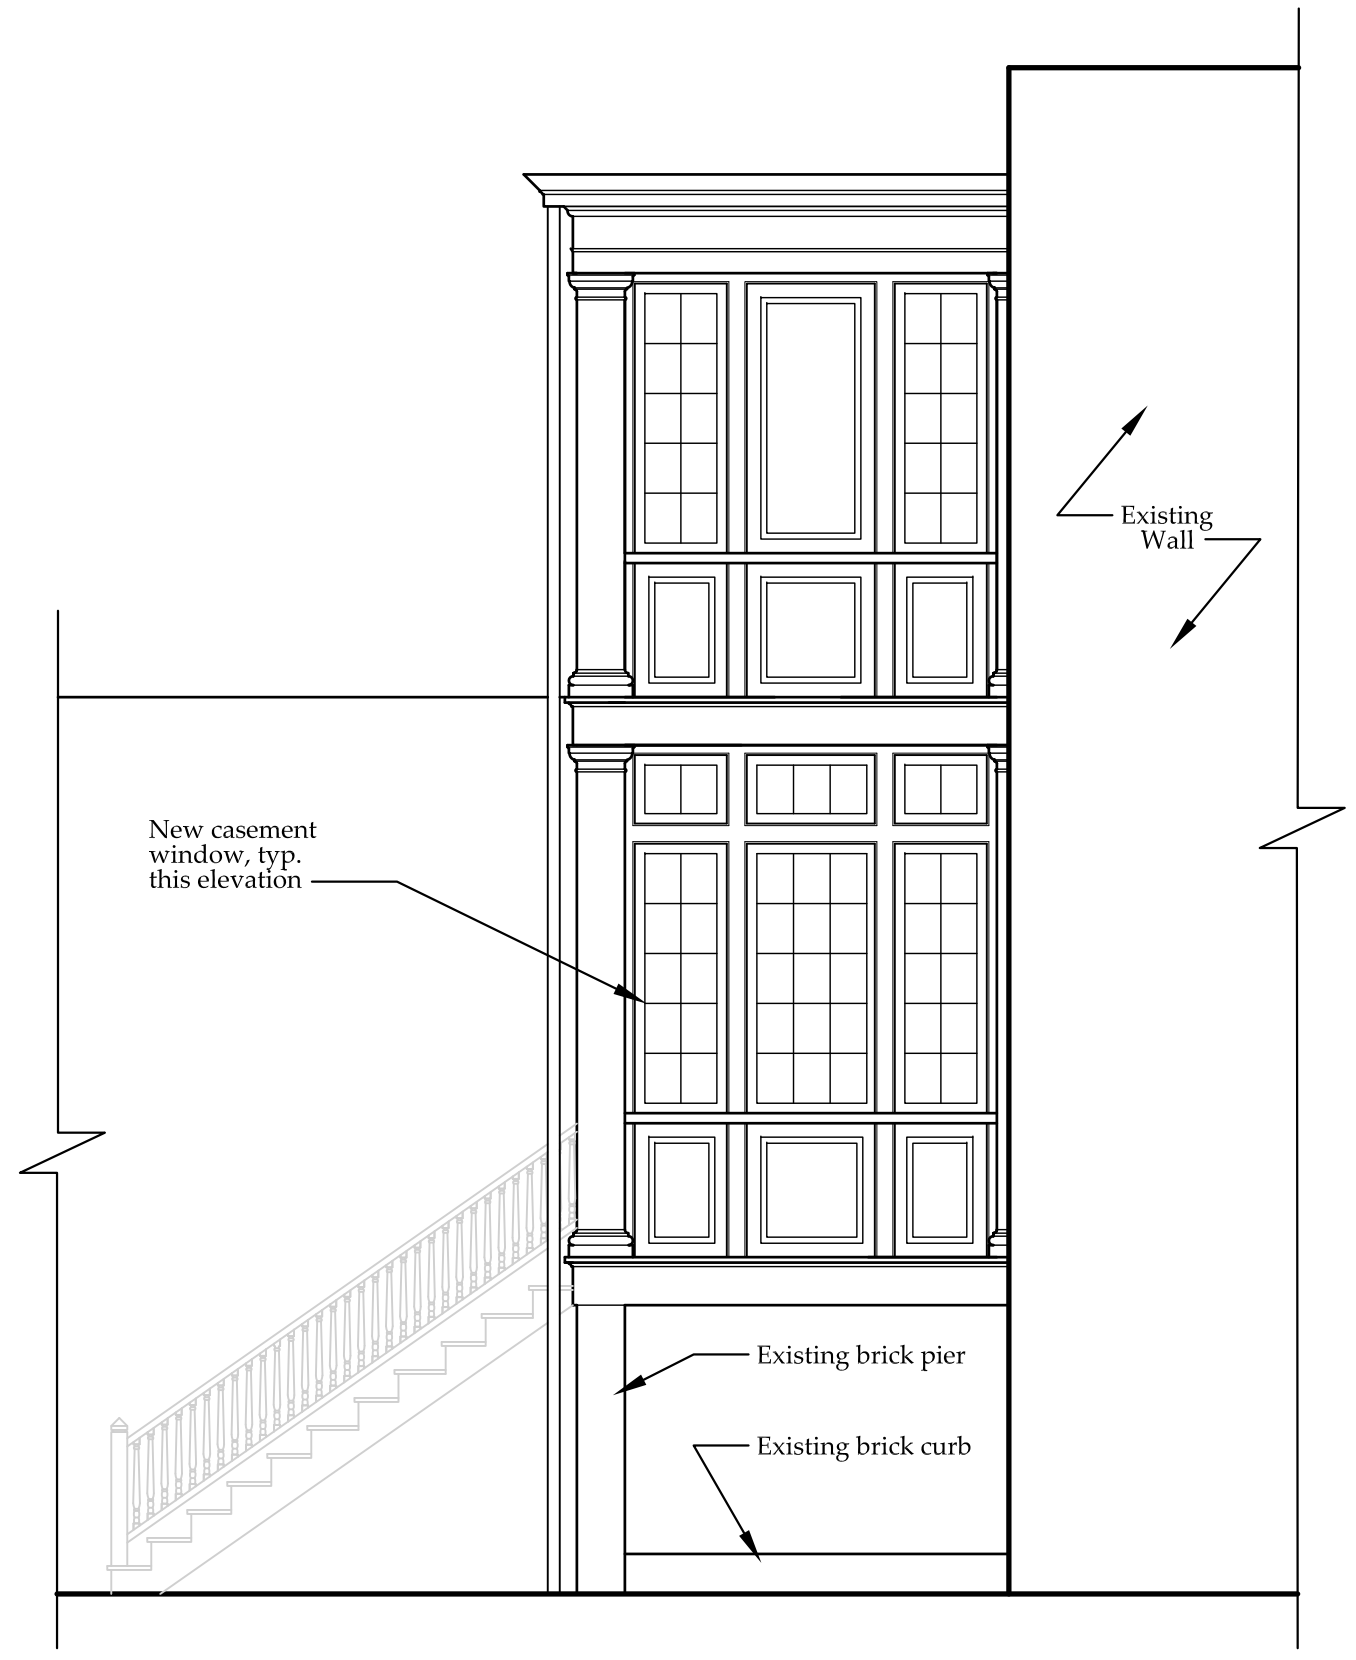 Existing
Wall
New casement
window, typ.
this elevation
Existing brick pier
Existing brick curb